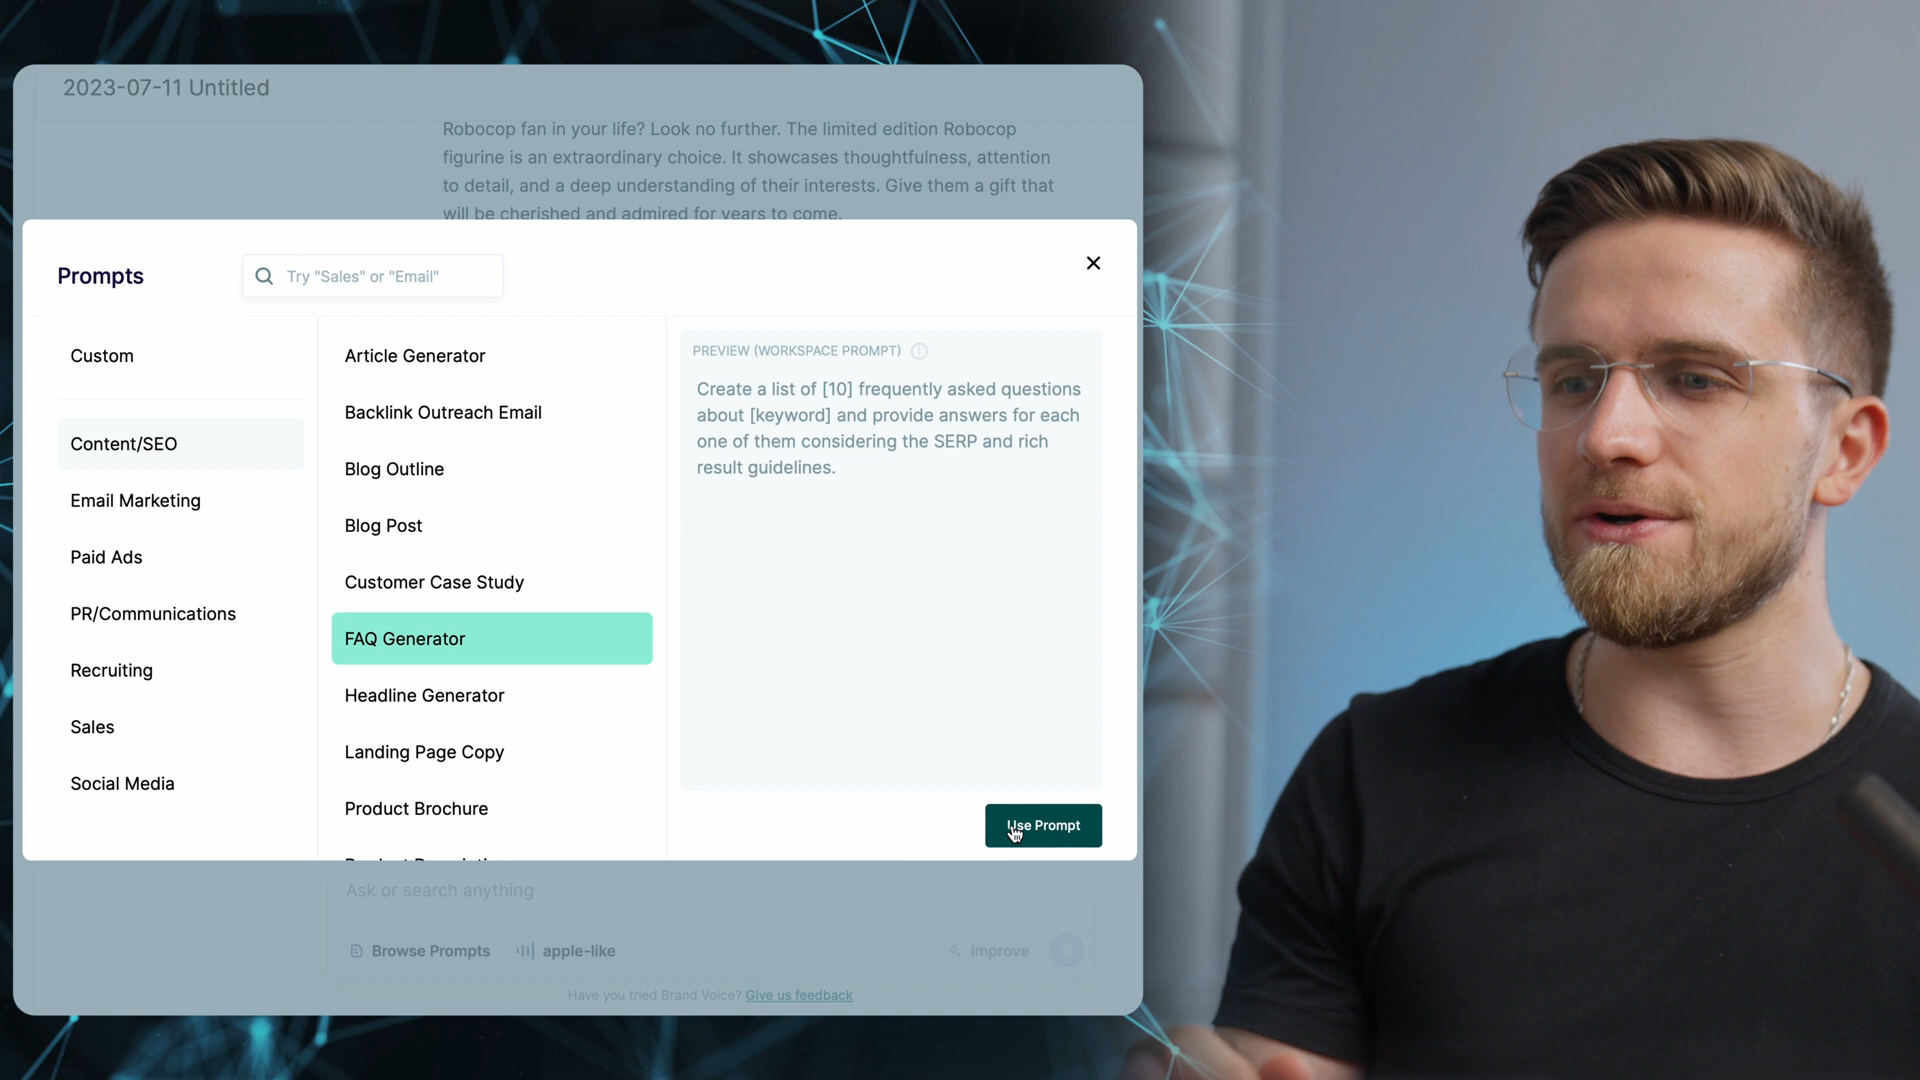 2023-07-11 Untitled
Robocop fan in your life? Look no further. The limited edition Robocop
figurine is an extraordinary choice. It showcases thoughtfulness, attention
to detail, and a deep understanding of their interests. Give them a gift that
will be cherished and admired for years to come.
Prompts
Try "Sales" or "Email"
Custom
Content/SEO
Email Marketing
Paid Ads
PR/Communications
Recruiting
Sales
Social Media
Article Generator
Backlink Outreach Email
Blog Outline
Blog Post
Customer Case Study
FAQ Generator
Headline Generator
Landing Page Copy
Product Brochure
PREVIEW (WORKSPACE PROMPT)
Create a list of [10] frequently asked questions
about [keyword] and provide answers for each
one of them considering the SERP and rich
result guidelines.
Use Prompt
Ask or search anything
Browse Prompts
apple-like
Improve
Have you tried Brand Voice? Give us feedback